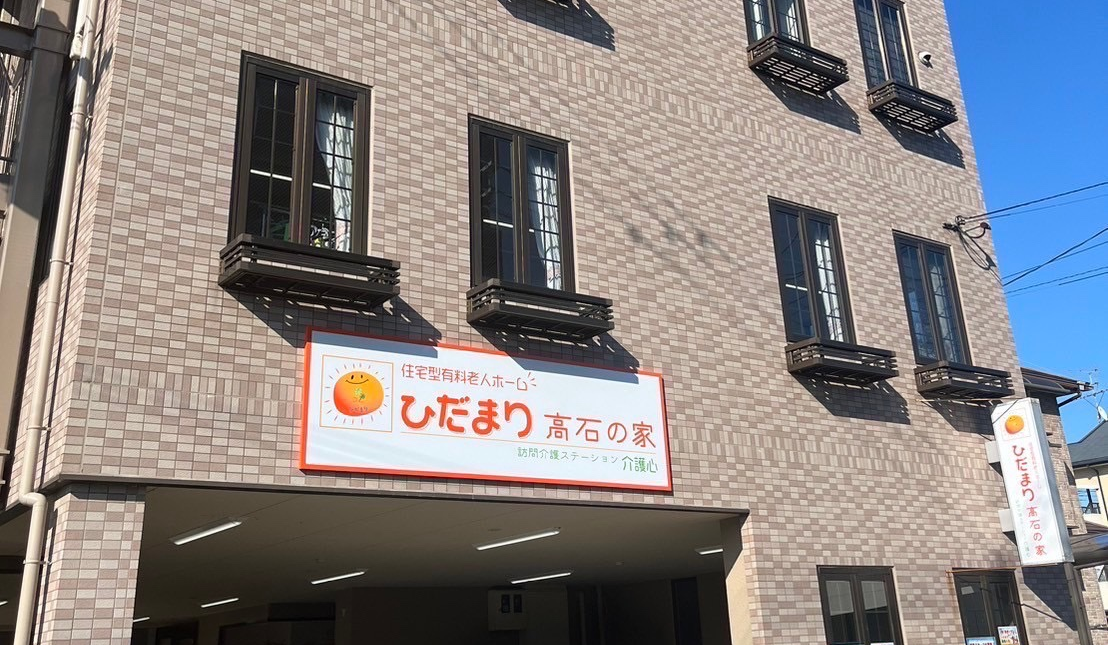 住宅型有料老人ホーム
ひだまり 高石の家
訪問介護ステーション 介護心
ひだまり 高石の家